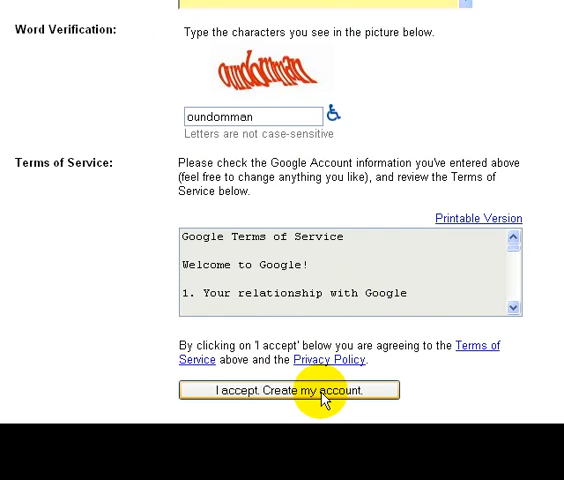 Word Verification:
Type the characters you see in the picture below.
oundomman
oundomman
Letters are not case-sensitive
Terms of Service:
Please check the Google Account information you've entered above
(feel free to change anything you like), and review the Terms of
Service below.
Printable Version
Google Terms of Service
Welcome to Google!
1. Your relationship with Google
By clicking on 'I accept' below you are agreeing to the Terms of
Service above and the Privacy Policy.
I accept. Create my account.